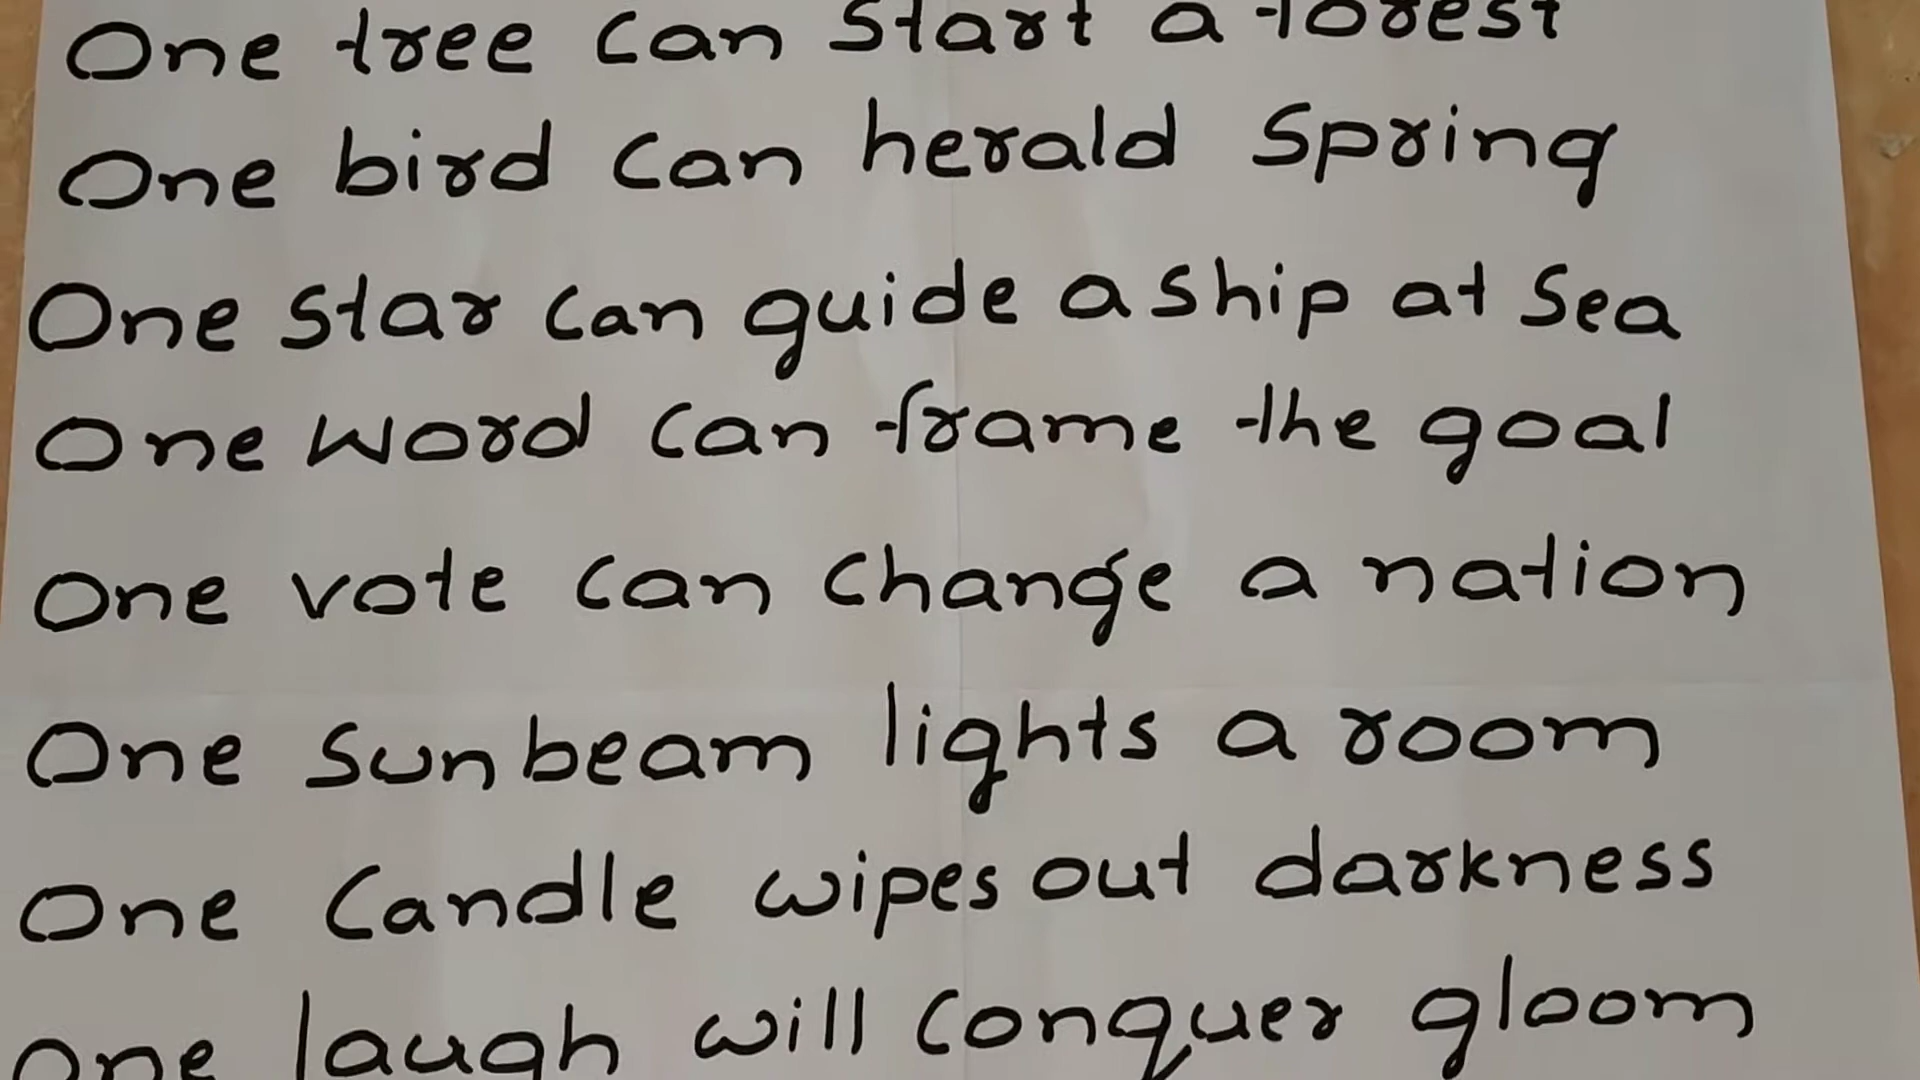 One tree can Start a forest
One bird can herald Spring
One star can guide a ship at Sea
One word can frame the goal
One vote can change a nation
One sunbeam lights a room
One Candle wipes out darkness
One laugh will conquer gloom